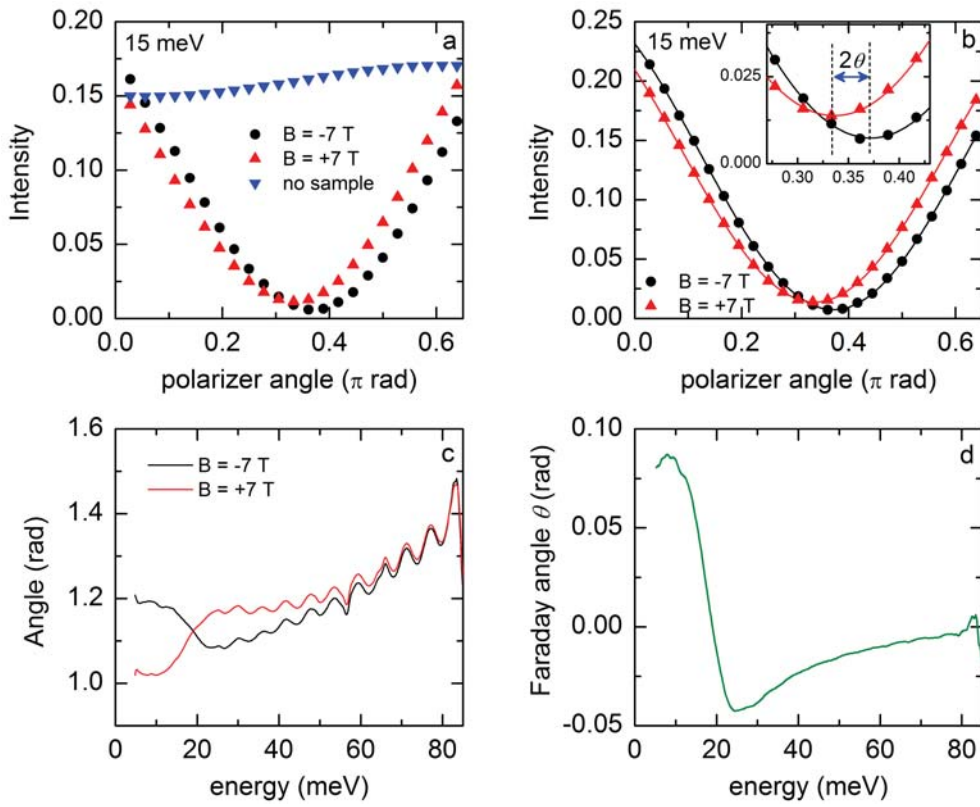 0.20
15 meV
a
0.15
B = -7 T
B = +7 T
no sample
0.10
0.05
0.00
0.0 0.2 0.4 0.6
Intensity
polarizer angle (π rad)
0.25
15 meV
b
0.20
0.15
0.10
0.05
0.00
2θ
0.025
0.000
0.30 0.35 0.40
B = -7 T
B = +7 T
0.0 0.2 0.4 0.6
Intensity
polarizer angle (π rad)
1.6
c
B = -7 T
B = +7 T
1.4
1.2
1.0
0 20 40 60 80
Angle (rad)
energy (meV)
0.10
d
0.05
0.00
-0.05
0 20 40 60 80
Faraday angle θ (rad)
energy (meV)